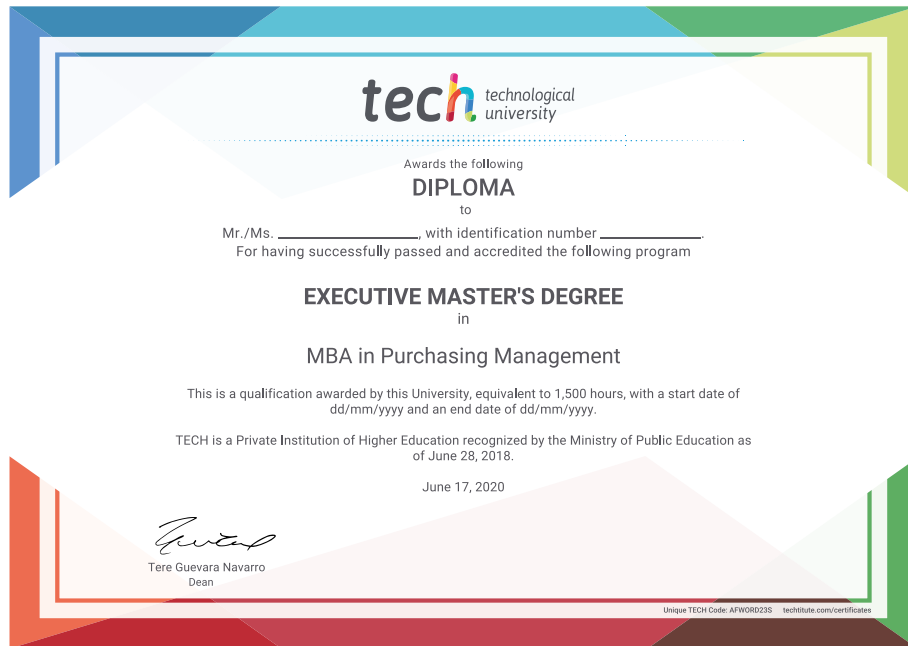 tech technological
university
Awards the following
DIPLOMA
to
Mr./Ms. ____________________, with identification number ______________.
For having successfully passed and accredited the following program
EXECUTIVE MASTER'S DEGREE
in
MBA in Purchasing Management
This is a qualification awarded by this University, equivalent to 1,500 hours, with a start date of
dd/mm/yyyy and an end date of dd/mm/yyyy.
TECH is a Private Institution of Higher Education recognized by the Ministry of Public Education as
of June 28, 2018.
June 17, 2020
Tere Guevara Navarro
Dean
Unique TECH Code: AFWORD23S techtitute.com/certificates